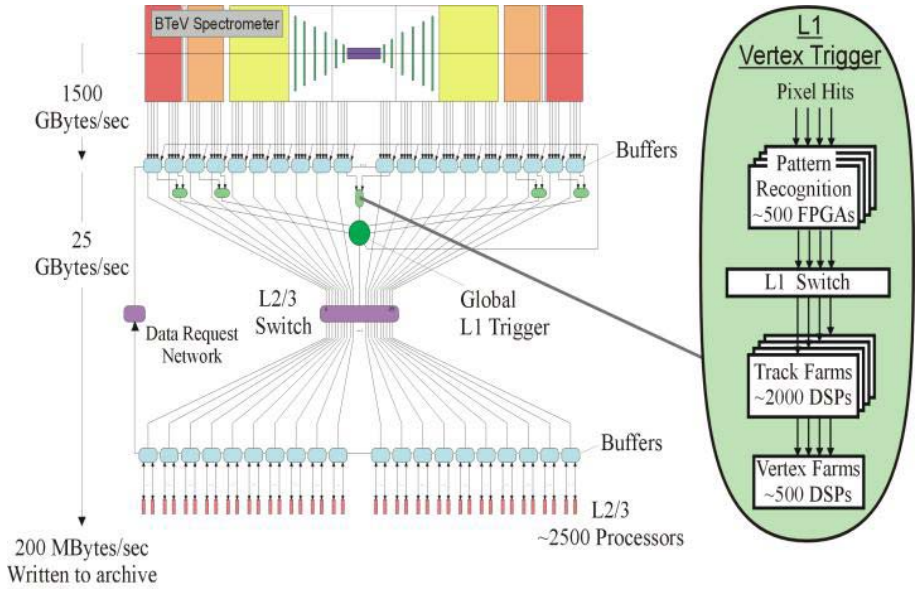 BTeV Spectrometer
1500
GBytes/sec
Buffers
25
GBytes/sec
L2/3
Switch
Global
L1 Trigger
Data Request
Network
Buffers
L2/3
~2500 Processors
200 MBytes/sec
Written to archive
L1
Vertex Trigger
Pixel Hits
Pattern
Recognition
~500 FPGAs
L1 Switch
Track Farms
~2000 DSPs
Vertex Farms
~500 DSPs